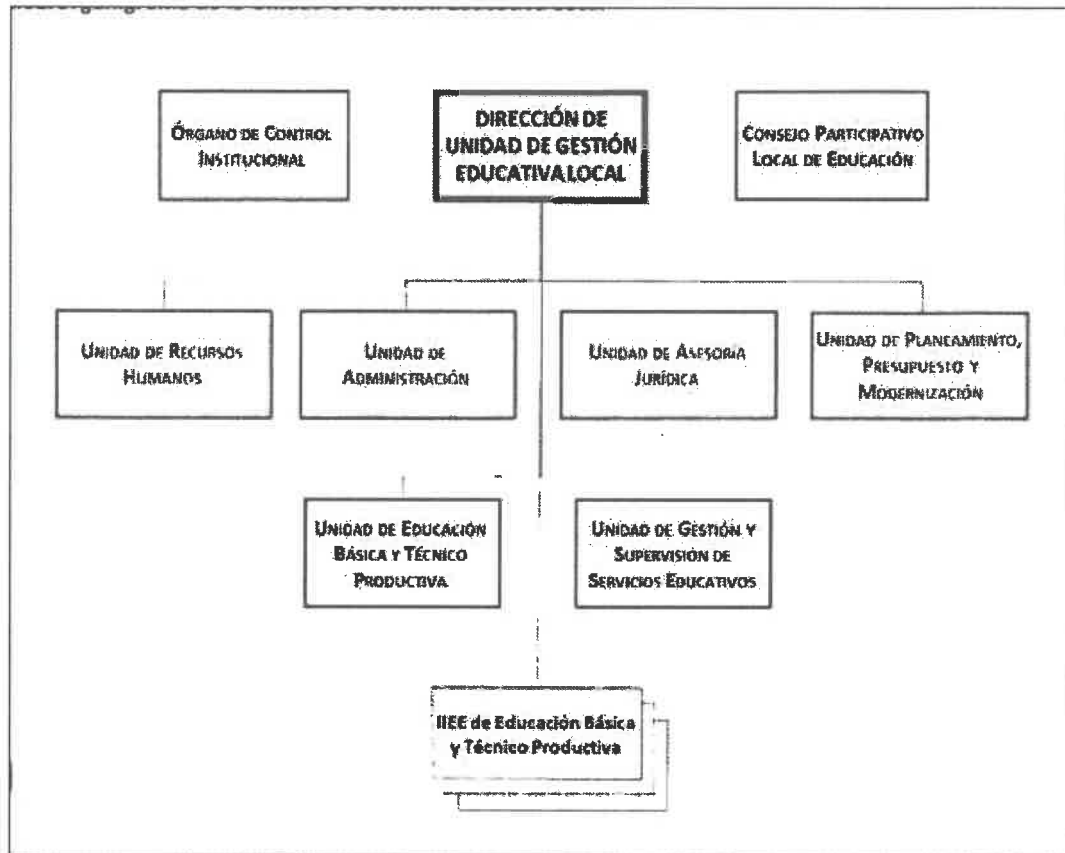 ÓRGANO DE CONTROL
INSTITUCIONAL
DIRECCIÓN DE
UNIDAD DE GESTIÓN
EDUCATIVA LOCAL
CONSEJO PARTICIPATIVO
LOCAL DE EDUCACIÓN
UNIDAD DE RECURSOS
HUMANOS
UNIDAD DE
ADMINISTRACIÓN
UNIDAD DE ASESORÍA
JURÍDICA
UNIDAD DE PLANEAMIENTO,
PRESUPUESTO Y
MODERNIZACIÓN
UNIDAD DE EDUCACIÓN
BÁSICA Y TÉCNICO
PRODUCTIVA
UNIDAD DE GESTIÓN Y
SUPERVISIÓN DE
SERVICIOS EDUCATIVOS
IIEE de Educación Básica
y Técnico Productiva